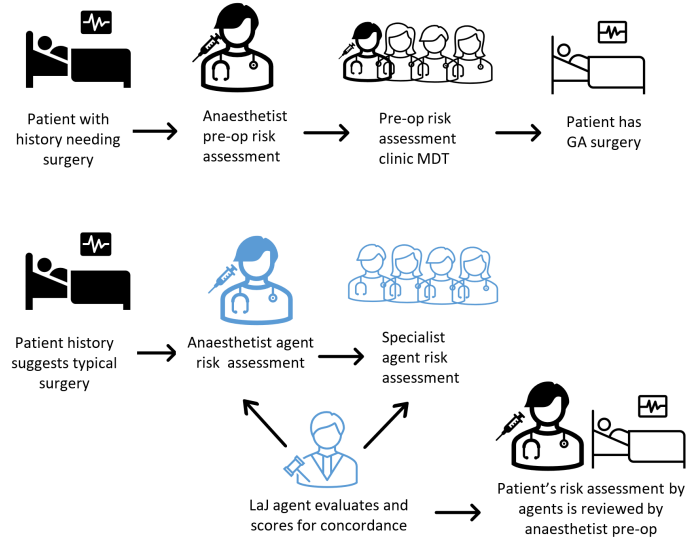 Patient with
history needing
surgery
Anaesthetist
pre-op risk
assessment
Pre-op risk
assessment
clinic MDT
Patient has
GA surgery
Patient history
suggests typical
surgery
Anaesthetist agent
risk assessment
Specialist
agent risk
assessment
LaJ agent evaluates and
scores for concordance
Patient's risk assessment by
agents is reviewed by
anaesthetist pre-op